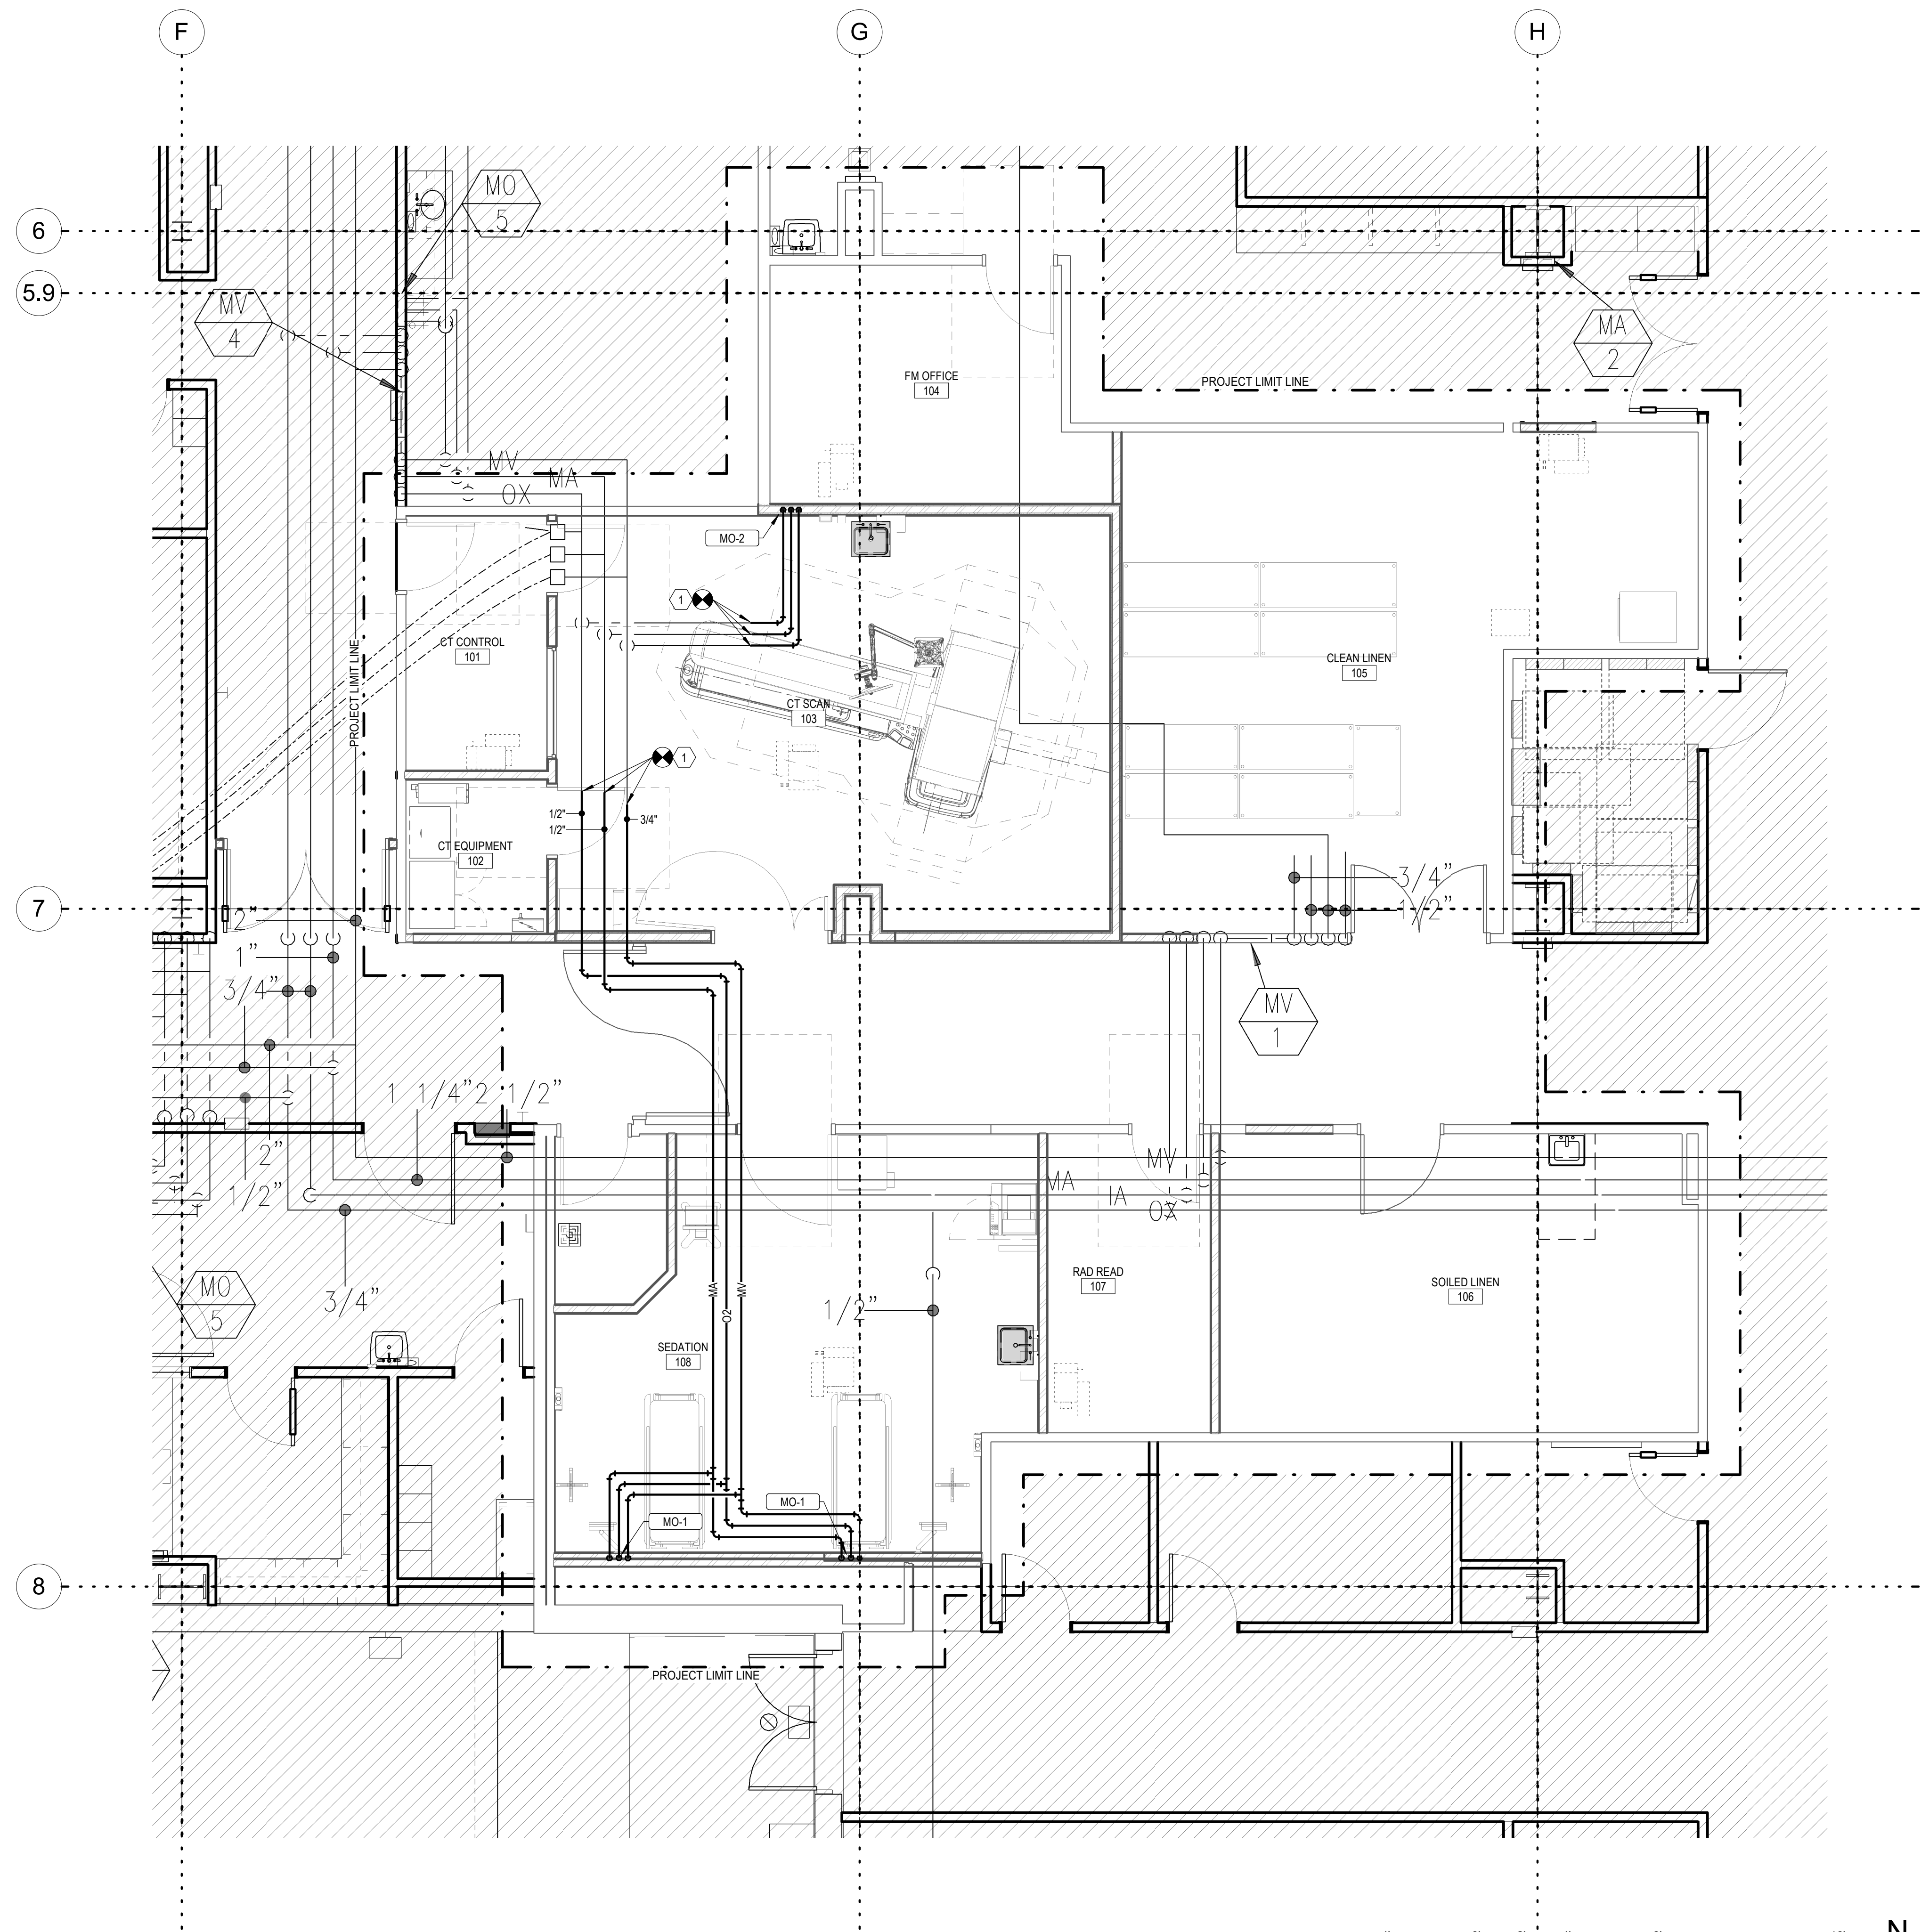 F
G
H
MO
5
6
5.9
MV
4
MA
2
FM OFFICE
104
PROJECT LIMIT LINE
MV
MA
OX
MO-2
1
CT CONTROL
101
PROJECT LIMIT LINE
CLEAN LINEN
105
CT SCAN
103
1
1/2"
1/2"
3/4"
CT EQUIPMENT
102
3/4"
1/2"
7
2"
1"
3/4"
MV
1
1 1/4"
2 1/2"
2"
1/2"
MV
MA
IA
OX
MO
5
3/4"
RAD READ
107
SOILED LINEN
106
MA
O2
MV
1/2"
SEDATION
108
MO-1
MO-1
8
PROJECT LIMIT LINE
N